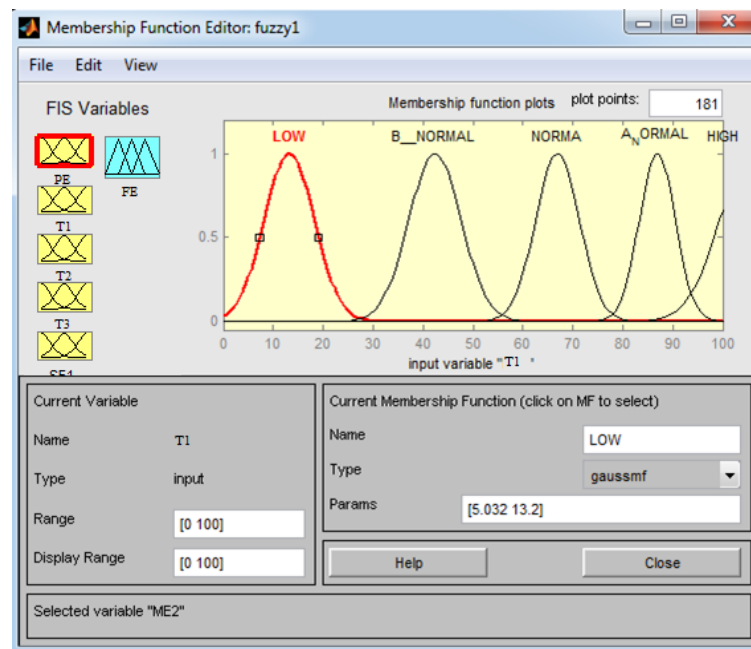 Membership Function Editor: fuzzy1
File Edit View
FIS Variables
Membership function plots plot points: 181
PE
FE
T1
T2
T3
LOW B__NORMAL NORMA A_NORMAL HIGH
1
0.5
0
0 10 20 30 40 50 60 70 80 90 100
input variable "T1 "
Current Variable
Name T1
Type input
Range [0 100]
Display Range [0 100]
Current Membership Function (click on MF to select)
Name LOW
Type gaussmf
Params [5.032 13.2]
Help Close
Selected variable "ME2"